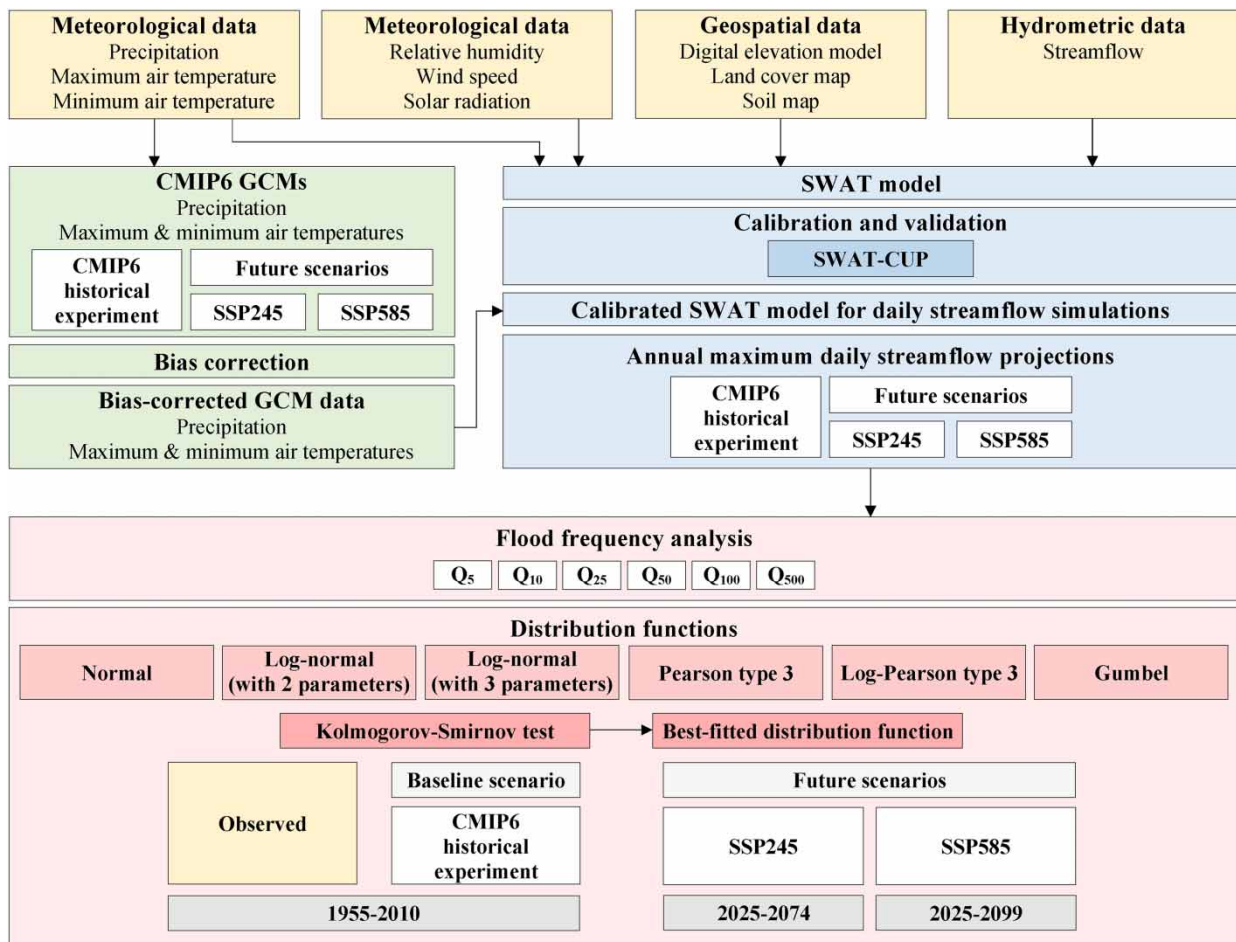 Meteorological data
Precipitation
Maximum air temperature
Minimum air temperature
Meteorological data
Relative humidity
Wind speed
Solar radiation
Geospatial data
Digital elevation model
Land cover map
Soil map
Hydrometric data
Streamflow
CMIP6 GCMs
Precipitation
Maximum & minimum air temperatures
CMIP6
historical
experiment
Future scenarios
SSP245
SSP585
Bias correction
Bias-corrected GCM data
Precipitation
Maximum & minimum air temperatures
SWAT model
Calibration and validation
SWAT-CUP
Calibrated SWAT model for daily streamflow simulations
Annual maximum daily streamflow projections
CMIP6
historical
experiment
Future scenarios
SSP245
SSP585
Flood frequency analysis
Q5 Q10 Q25 Q50 Q100 Q500
Distribution functions
Normal
Log-normal
(with 2 parameters)
Log-normal
(with 3 parameters)
Pearson type 3
Log-Pearson type 3
Gumbel
Kolmogorov-Smirnov test
Best-fitted distribution function
Observed
Baseline scenario
CMIP6
historical
experiment
Future scenarios
SSP245
SSP585
1955-2010
2025-2074
2025-2099